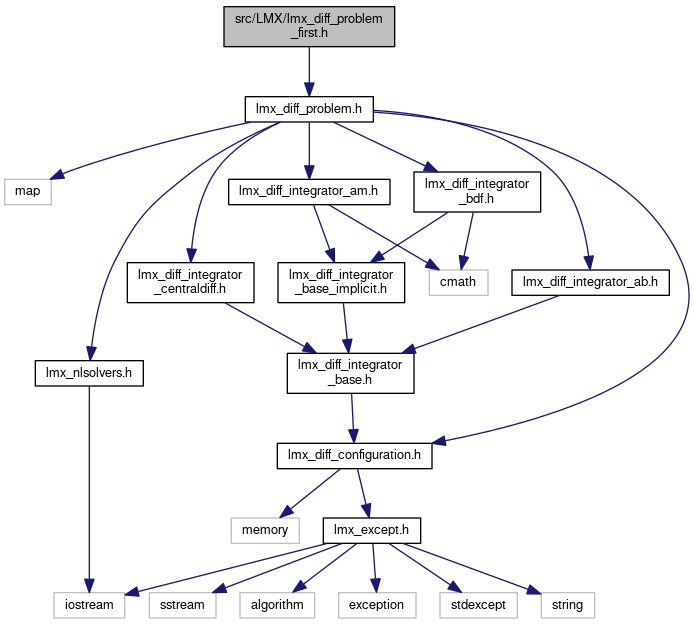 src/LMX/lmx_diff_problem
_first.h
lmx_diff_problem.h
map
lmx_diff_integrator_am.h
lmx_diff_integrator
_bdf.h
lmx_diff_integrator
_centraldiff.h
lmx_diff_integrator
_base_implicit.h
cmath
lmx_diff_integrator_ab.h
lmx_nlsolvers.h
lmx_diff_integrator
_base.h
lmx_diff_configuration.h
memory
lmx_except.h
iostream
sstream
algorithm
exception
stdexcept
string